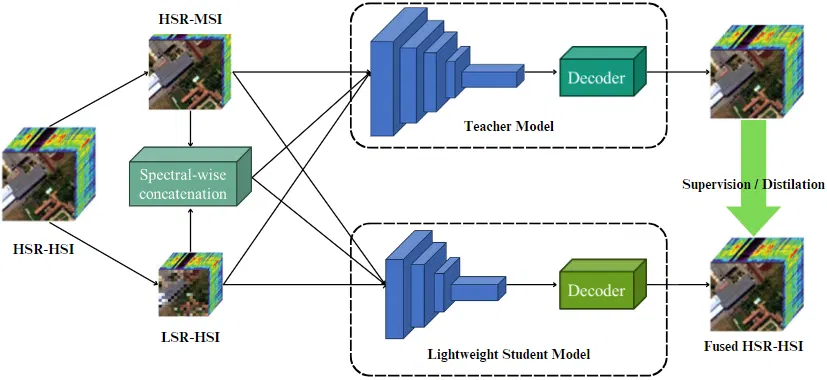 HSR-MSI
Decoder
Teacher Model
Spectral-wise
concatenation
Supervision / Distilation
HSR-HSI
Decoder
LSR-HSI
Lightweight Student Model
Fused HSR-HSI